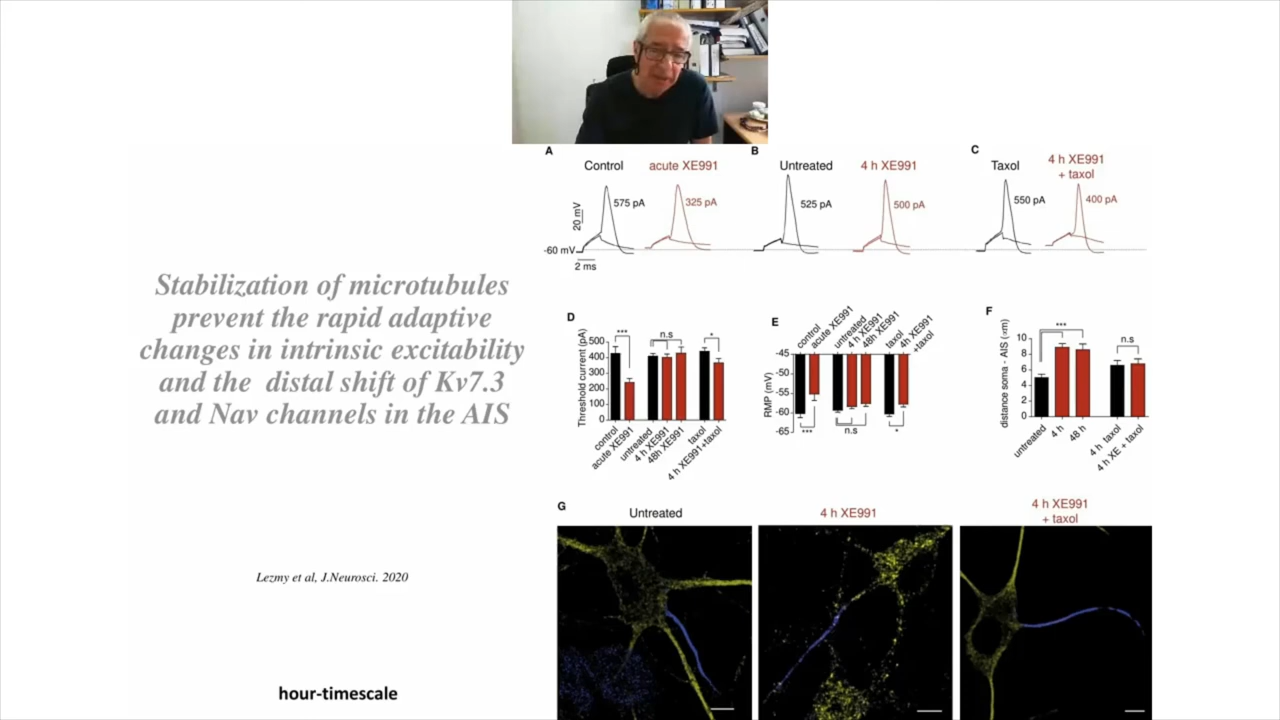 Stabilization of microtubules
prevent the rapid adaptive
changes in intrinsic excitability
and the distal shift of Kv7.3
and Nav channels in the AIS
Lezmy et al, J.Neurosci. 2020
hour-timescale
A
Control
acute XE991
575 pA
325 pA
20 mV
-60 mV
2 ms
B
Untreated
4 h XE991
525 pA
500 pA
C
Taxol
4 h XE991
+ taxol
550 pA
400 pA
D
Threshold current (pA)
500
400
300
200
100
0
***
n.s
*
control
acute XE991
untreated
4 h XE991
48h XE991
taxol
4 h XE991+taxol
E
control
acute XE991
untreated
4 h XE991
48h XE991
taxol
4h XE991
+taxol
RMP (mV)
-45
-50
-55
-60
-65
***
n.s
*
F
distance soma - AIS (∝m)
10
8
6
4
2
0
***
n.s
untreated
4 h
48 h
4 h taxol
4 h XE + taxol
G
Untreated
4 h XE991
4 h XE991
+ taxol